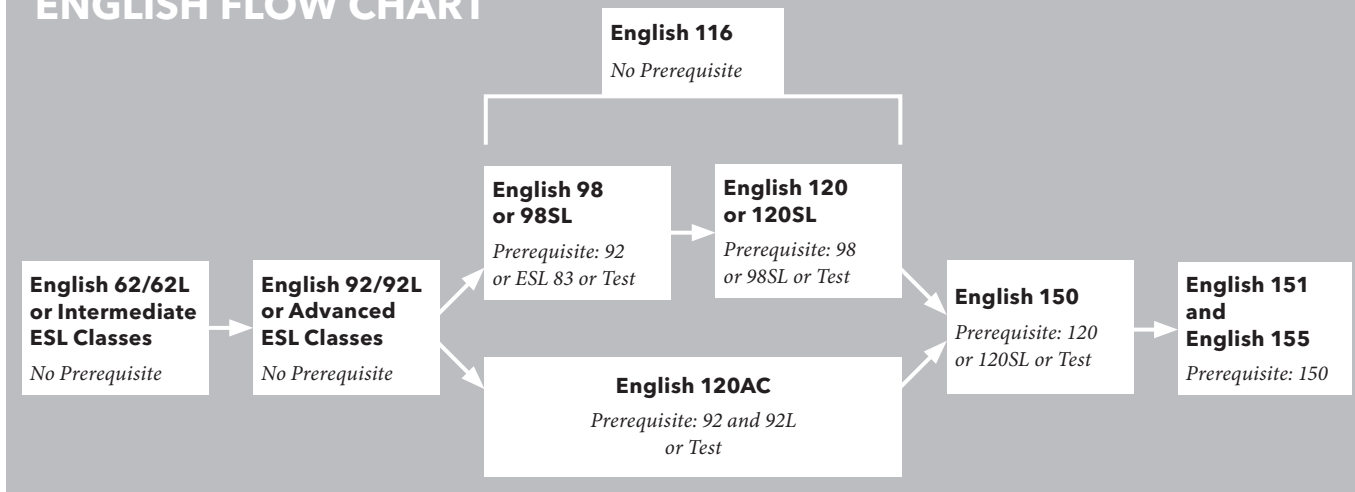 ENGLISH FLOW CHART
English 116
No Prerequisite
English 62/62L
or Intermediate
ESL Classes
No Prerequisite
English 92/92L
or Advanced
ESL Classes
No Prerequisite
English 98
or 98SL
Prerequisite: 92
or ESL 83 or Test
English 120
or 120SL
Prerequisite: 98
or 98SL or Test
English 120AC
Prerequisite: 92 and 92L
or Test
English 150
Prerequisite: 120
or 120SL or Test
English 151
and
English 155
Prerequisite: 150